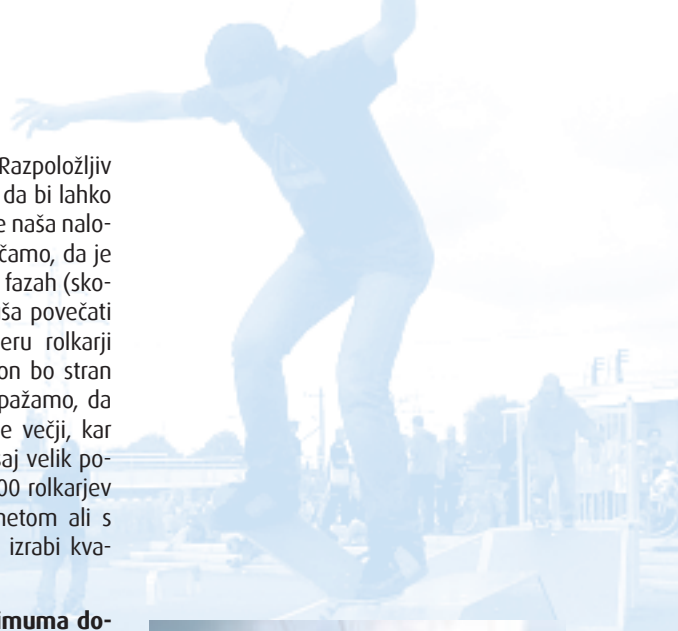 Razpoložljiv
da bi lahko
e naša nalo-
čamo, da je
fazah (sko-
iša povečati
eru rolkarji
on bo stran
pažamo, da
e večji, kar
aj velik po-
00 rolkarjev
netom ali s
izrabi kva-
imuma do-